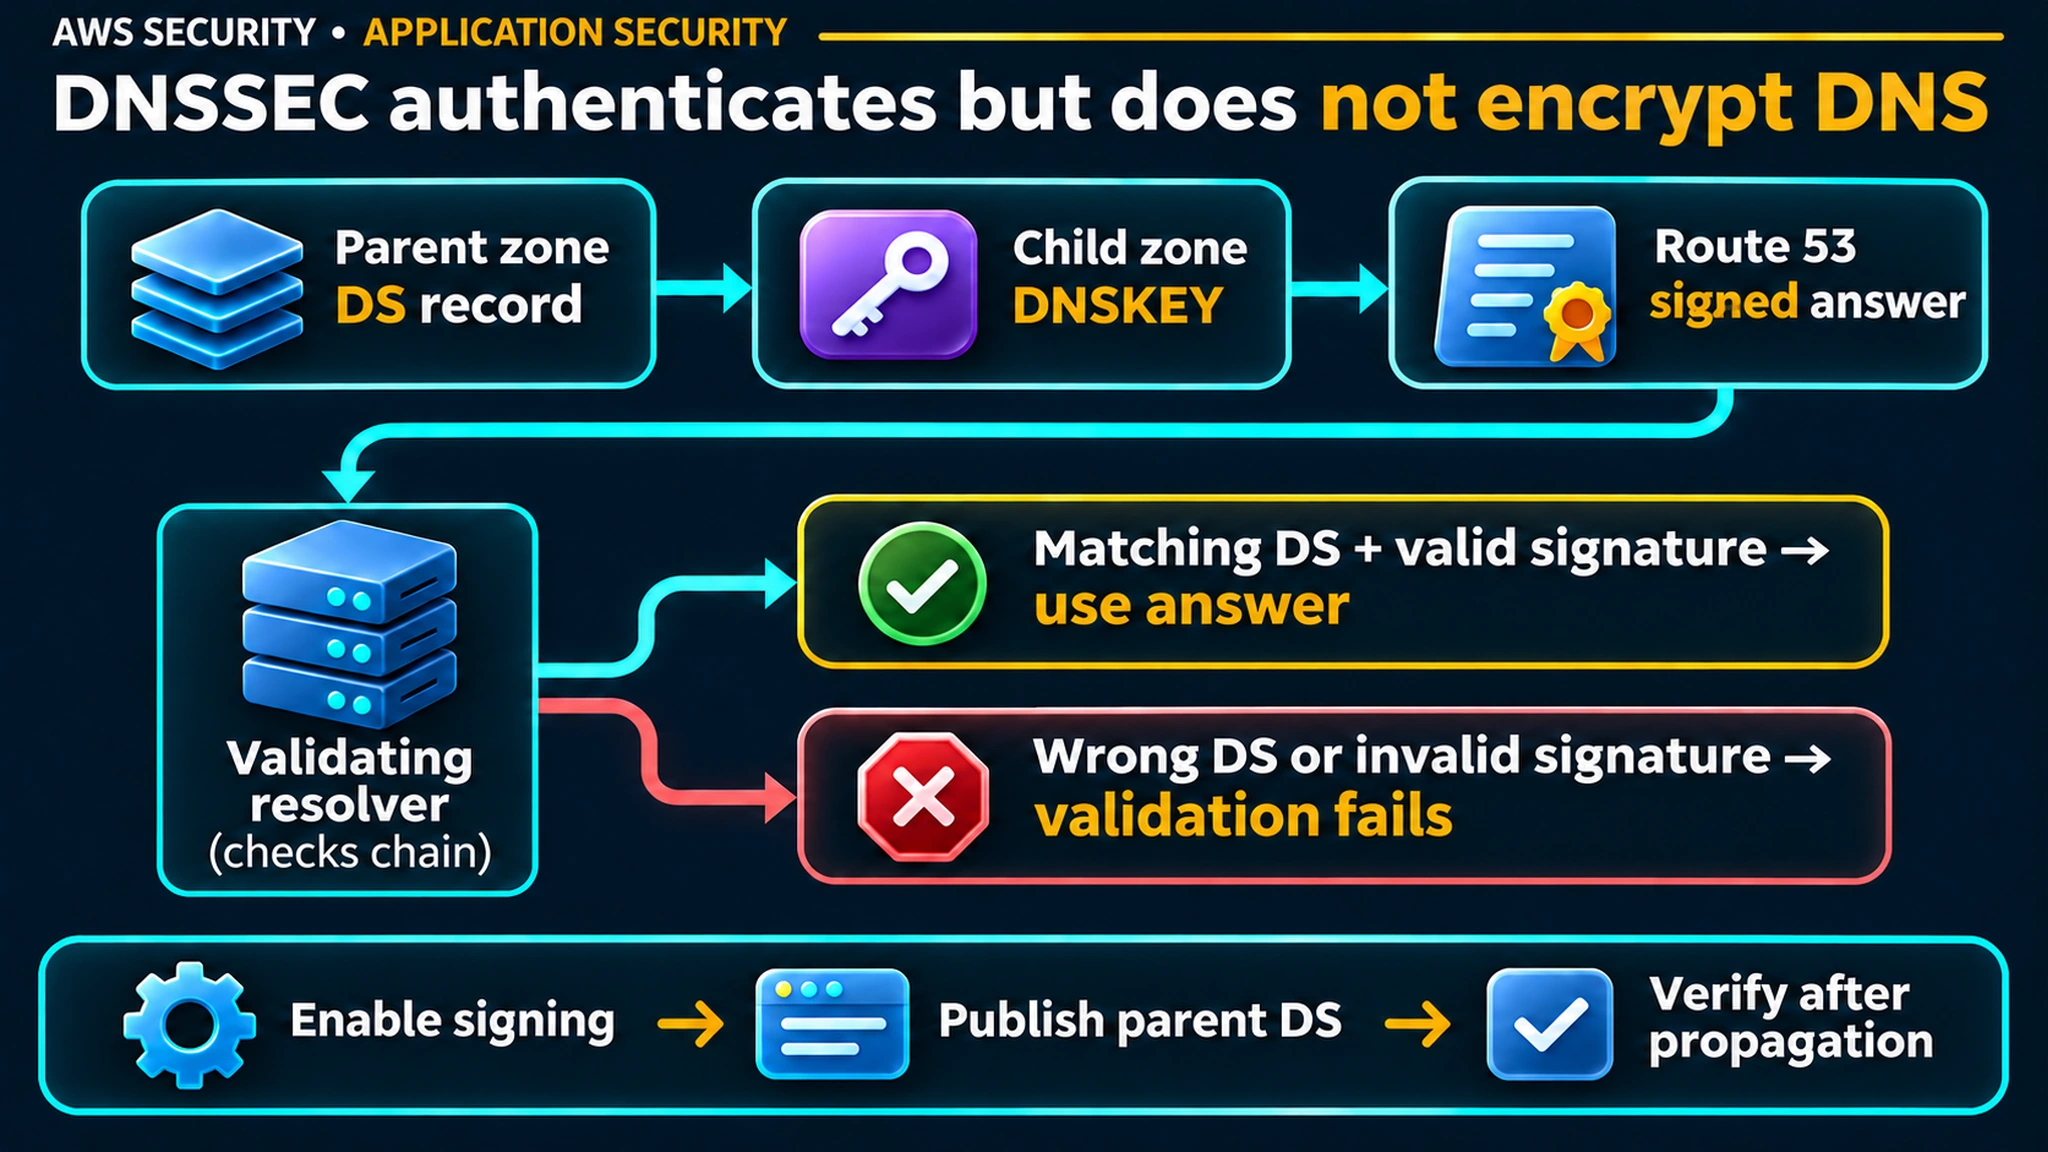 AWS SECURITY • APPLICATION SECURITY
DNSSEC authenticates but does not encrypt DNS
Parent zone
DS record
Child zone
DNSKEY
Route 53
signed answer
Validating
resolver
(checks chain)
Matching DS + valid signature →
use answer
Wrong DS or invalid signature →
validation fails
Enable signing →
Publish parent DS →
Verify after
propagation